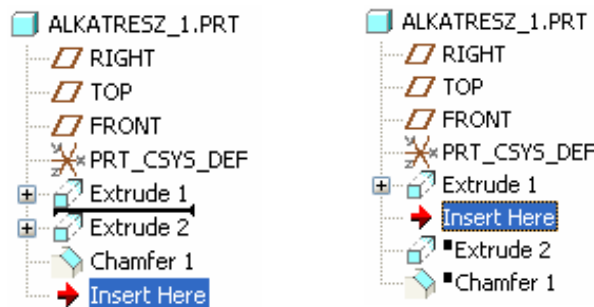 ALKATRESZ_1.PRT
RIGHT
TOP
FRONT
PRT_CSYS_DEF
Extrude 1
Extrude 2
Chamfer 1
Insert Here
ALKATRESZ_1.PRT
RIGHT
TOP
FRONT
PRT_CSYS_DEF
Extrude 1
Insert Here
Extrude 2
Chamfer 1